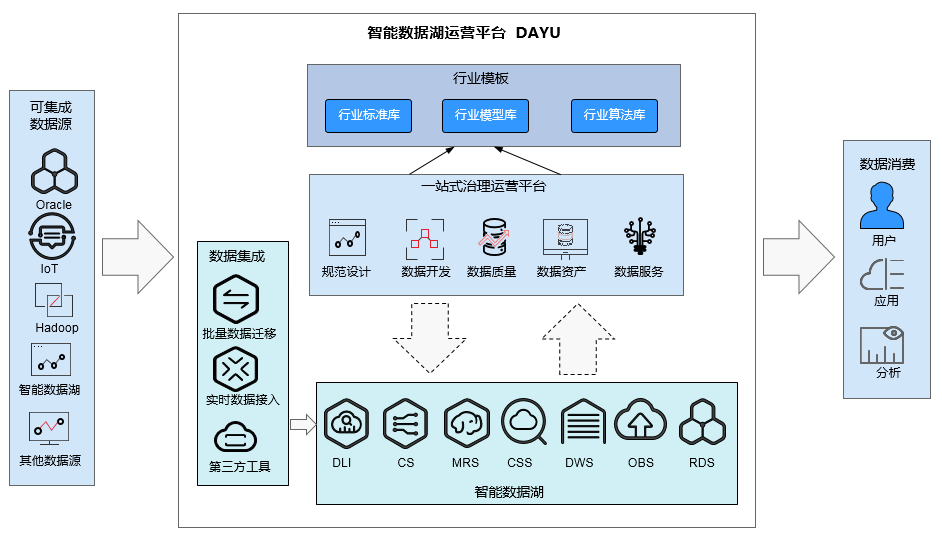 智能数据湖运营平台 DAYU
可集成
数据源
Oracle
IoT
Hadoop
智能数据湖
其他数据源
行业模板
行业标准库
行业模型库
行业算法库
一站式治理运营平台
规范设计
数据开发
数据质量
数据资产
数据服务
数据集成
批量数据迁移
实时数据接入
第三方工具
DLI
CS
MRS
CSS
DWS
OBS
RDS
智能数据湖
数据消费
用户
应用
分析